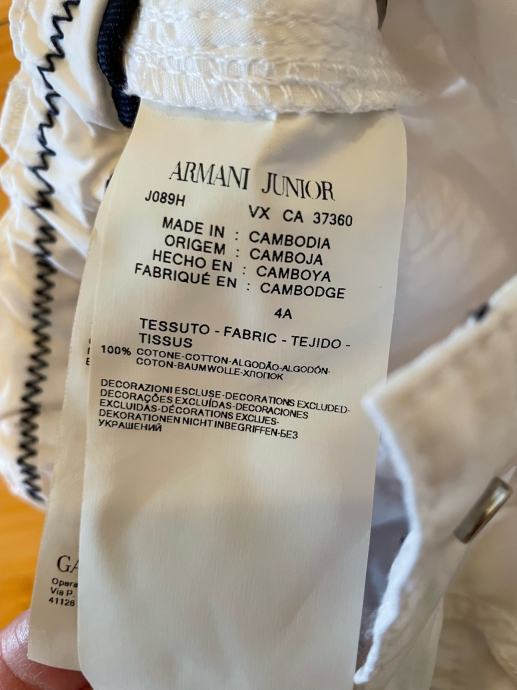 ARMANI JUNIOR
J089H
VX CA 37360
MADE IN : CAMBODIA
ORIGEM : CAMBOJA
HECHO EN : CAMBOYA
FABRIQUÉ EN : CAMBODGE
4A
TESSUTO - FABRIC - TEJIDO -
TISSUS
100% COTONE-COTTON-ALGODÃO-ALGODÓN-
COTON-BAUMWOLLE-ХЛОПОК
DECORAZIONI ESCLUSE-DECORATIONS EXCLUDED-
DECORAÇÕES EXCLUÍDAS-DECORACIONES
EXCLUIDAS-DÉCORATIONS EXCLUES-
DEKORATIONEN NICHT INBEGRIFFEN-БЕЗ
УКРАШЕНИЙ
GA
Opera
Via P.
41126